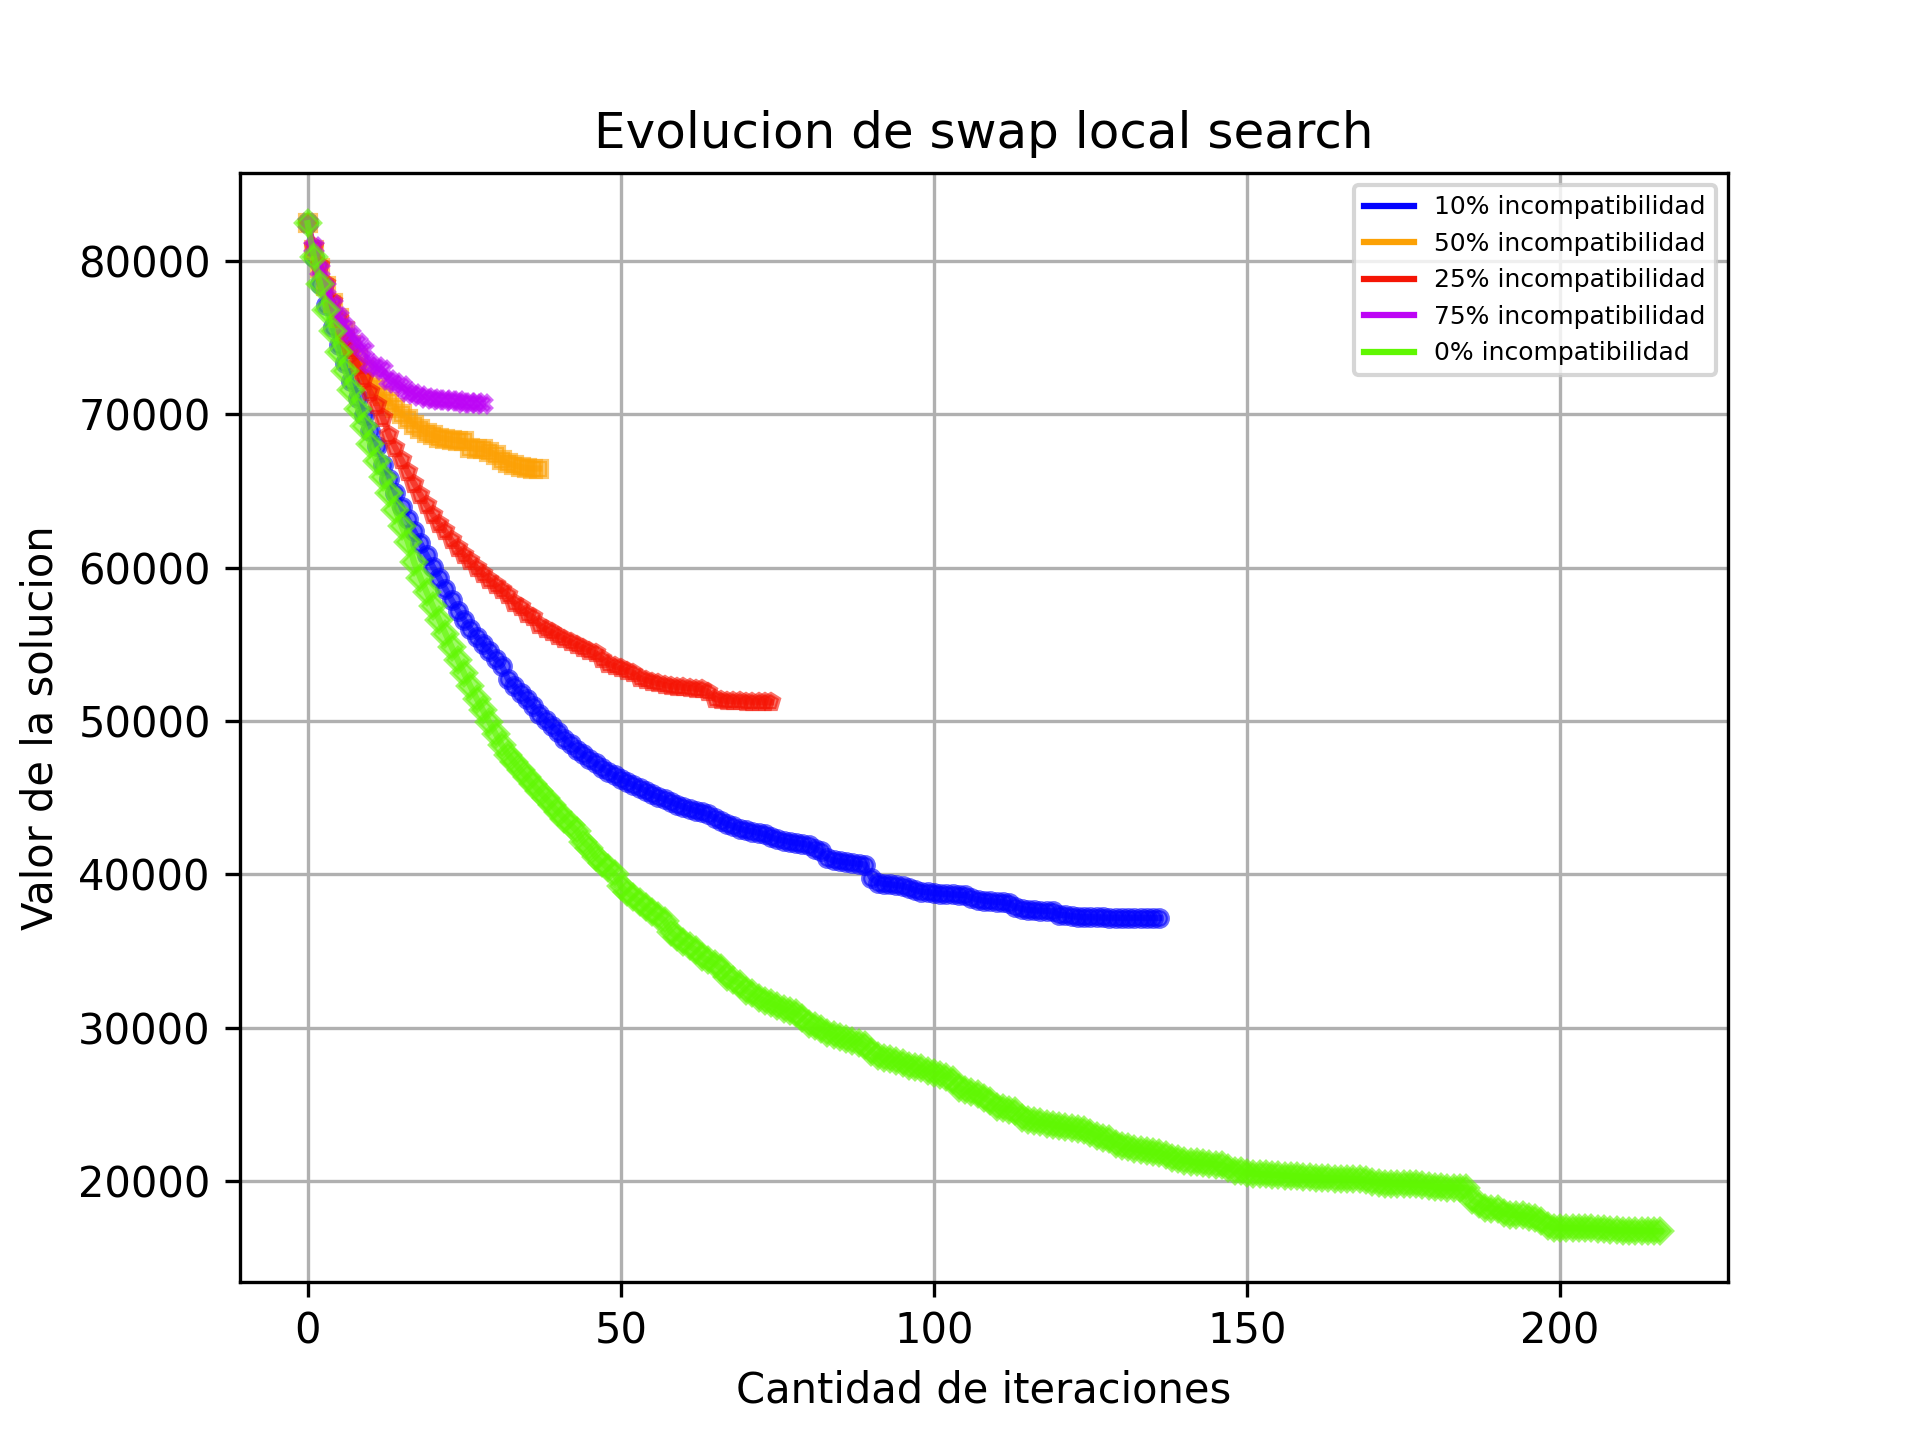 Evolucion de swap local search
10% incompatibilidad
50% incompatibilidad
25% incompatibilidad
75% incompatibilidad
0% incompatibilidad
Valor de la solucion
80000
70000
60000
50000
40000
30000
20000
0 50 100 150 200
Cantidad de iteraciones